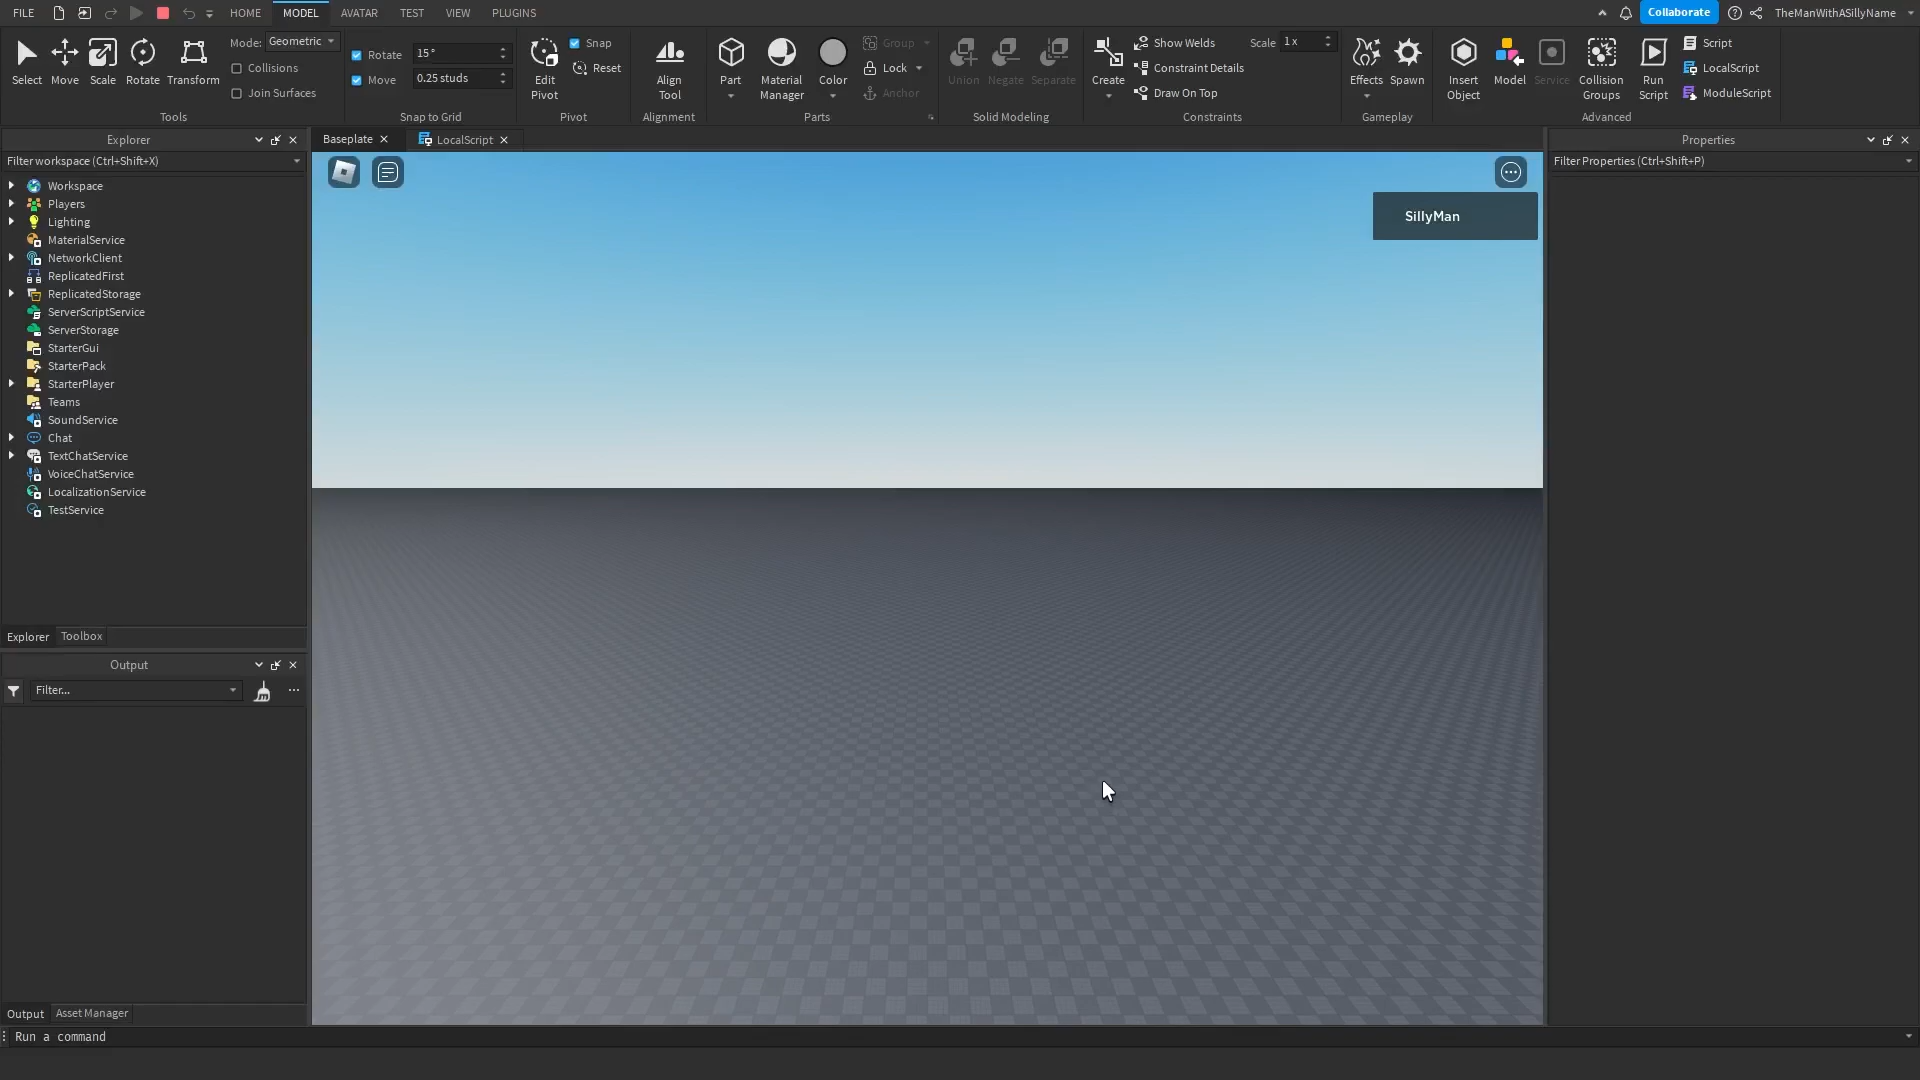 FILE HOME MODEL AVATAR TEST VIEW PLUGINS Collaborate TheManWithASillyName
Select Move Scale Rotate Transform
Mode: Geometric
Collisions
Join Surfaces
Tools
Rotate 15°
Move 0.25 studs
Snap to Grid
Edit Pivot
Snap
Reset
Pivot
Align Tool
Alignment
Part
Material Manager
Color
Group
Lock
Anchor
Parts
Union Negate Separate
Solid Modeling
Create
Show Welds
Constraint Details
Draw On Top
Scale 1 x
Constraints
Effects Spawn
Gameplay
Insert Object
Model
Service
Collision Groups
Run Script
Script
LocalScript
ModuleScript
Advanced
Explorer
Filter workspace (Ctrl+Shift+X)
Workspace
Players
Lighting
MaterialService
NetworkClient
ReplicatedFirst
ReplicatedStorage
ServerScriptService
ServerStorage
StarterGui
StarterPack
StarterPlayer
Teams
SoundService
Chat
TextChatService
VoiceChatService
LocalizationService
TestService
Explorer Toolbox
Output
Filter...
Output Asset Manager
Run a command
Baseplate LocalScript
SillyMan
Properties
Filter Properties (Ctrl+Shift+P)